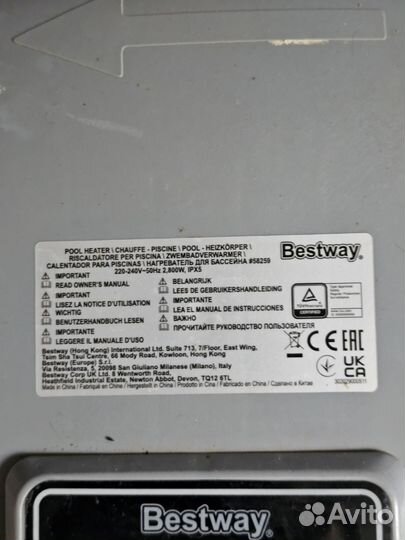 POOL HEATER \ CHAUFFE - PISCINE \ POOL - HEIZKÖRPER \
RISCALDATORE PER PISCINA \ ZWEMBADVERWARMER \
CALENTADOR PARA PISCINAS \ НАГРЕВАТЕЛЬ ДЛЯ БАССЕЙНА #58259
220-240V~50Hz 2,800W, IPX5
Bestway®
IMPORTANT
READ OWNER'S MANUAL
IMPORTANT
LISEZ LA NOTICE D'UTILISATION
WICHTIG
BENUTZERHANDBUCH LESEN
IMPORTANTE
LEGGERE IL MANUALE D'USO
BELANGRIJK
LEES DE GEBRUIKERSHANDLEIDING
IMPORTANTE
LEA EL MANUAL DE INSTRUCCIONES
ВАЖНО
ПРОЧИТАЙТЕ РУКОВОДСТВО ПОЛЬЗОВАТЕЛЯ
CERTIFIED
Bestway (Hong Kong) International Ltd. Suite 713, 7/Floor, East Wing,
Tsim Sha Tsui Centre, 66 Mody Road, Kowloon, Hong Kong
Bestway (Europe) S.r.l.
Via Resistenza, 5, 20098 San Giuliano Milanese (Milano), Italy
Bestway Corp UK Ltd. 8 Wentworth Road,
Heathfield Industrial Estate, Newton Abbot, Devon, TQ12 6TL
Made in China / Fabriqué en Chine / Hergestellt in China / Prodotto in Cina / Gefabriceerd in China / Fabricado en China / Сделано в Китае
CE EAC
UK
CA
Bestway®
Avito